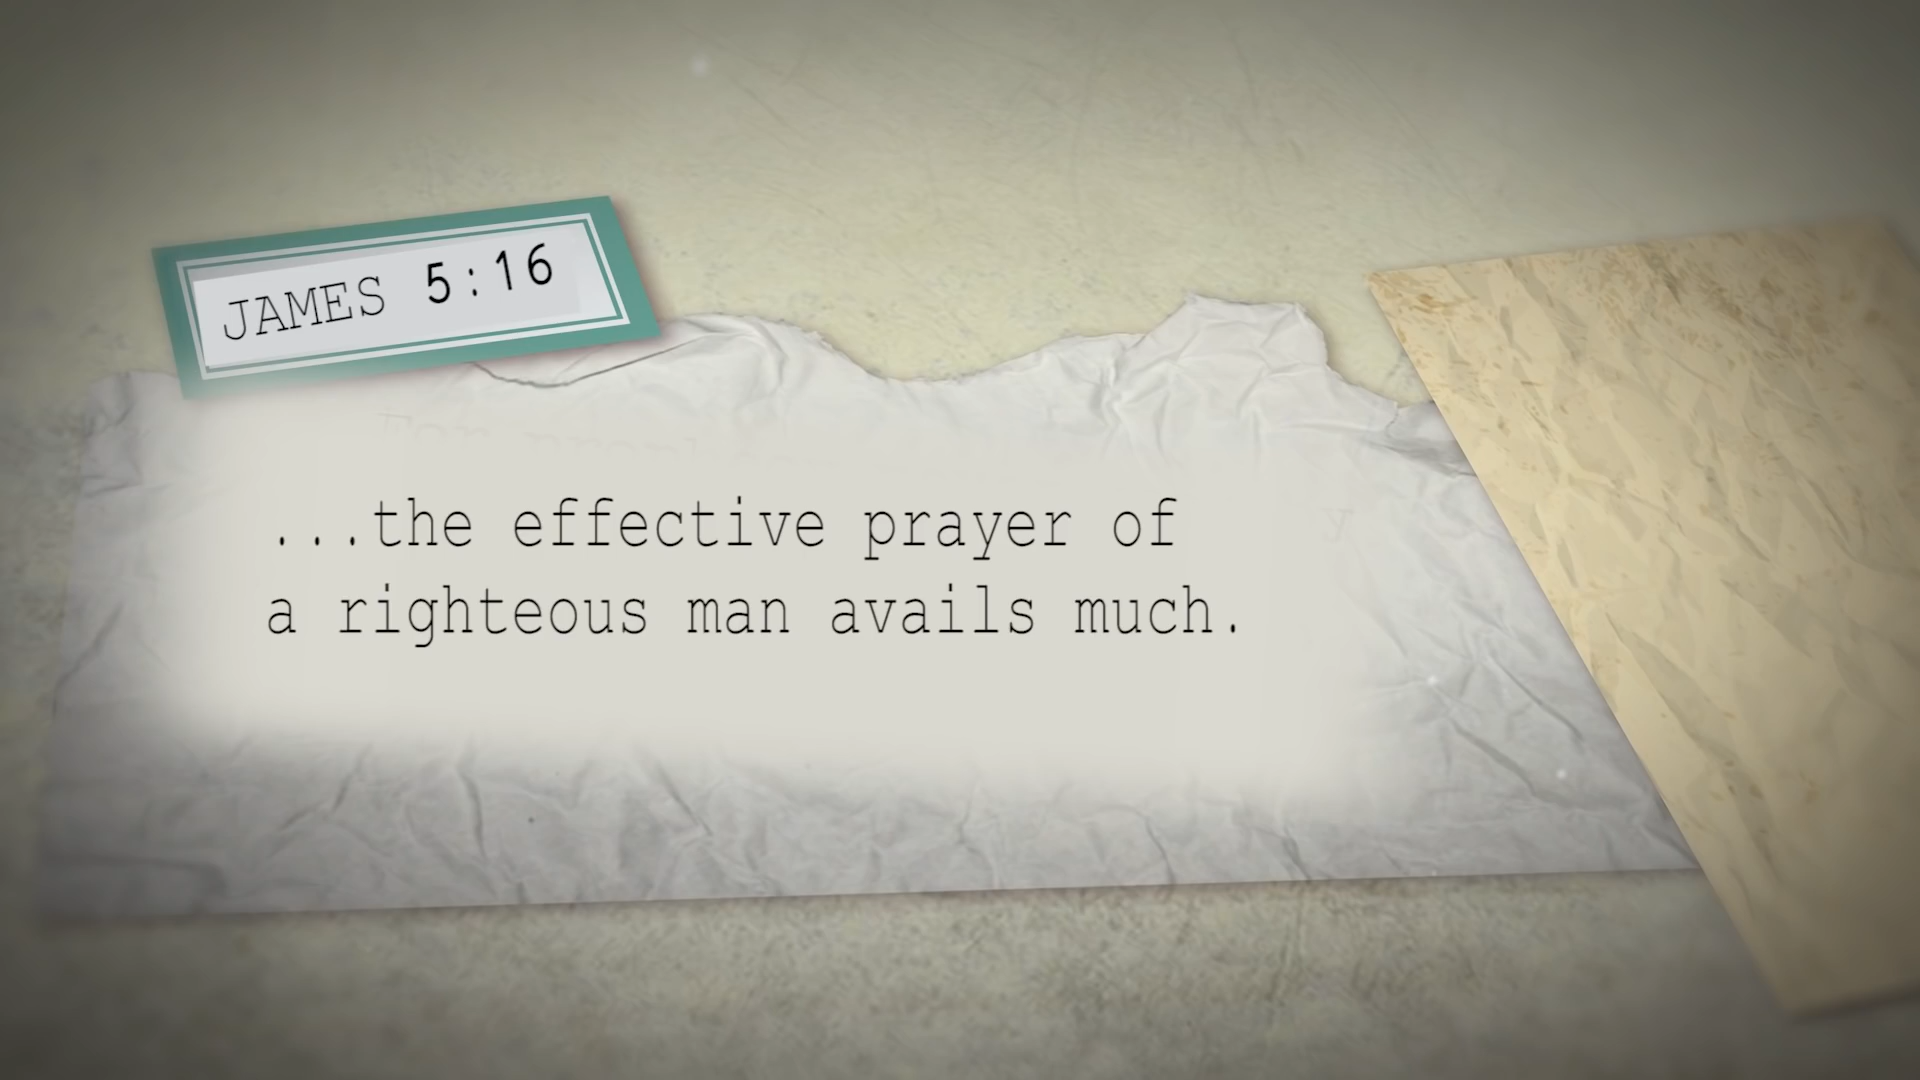 JAMES 5:16
...the effective prayer of
a righteous man avails much.